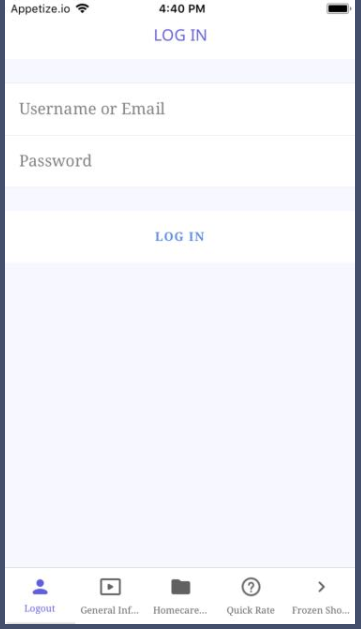 Appetize.io 4:40 PM
LOG IN
Username or Email
Password
LOG IN
Logout General Inf... Homecare... Quick Rate Frozen Sho...